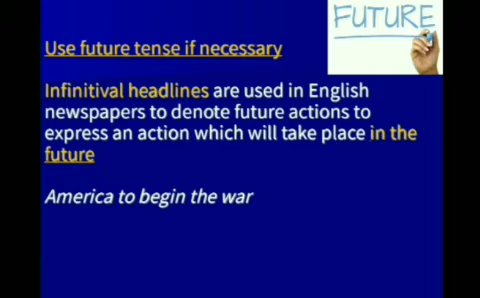 FUTURE
Use future tense if necessary
Infinitival headlines are used in English
newspapers to denote future actions to
express an action which will take place in the
future
America to begin the war